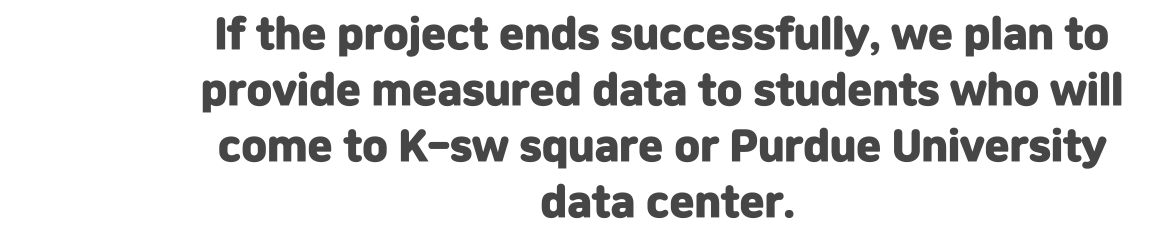 If the project ends successfully, we plan to
provide measured data to students who will
come to K-sw square or Purdue University
data center.